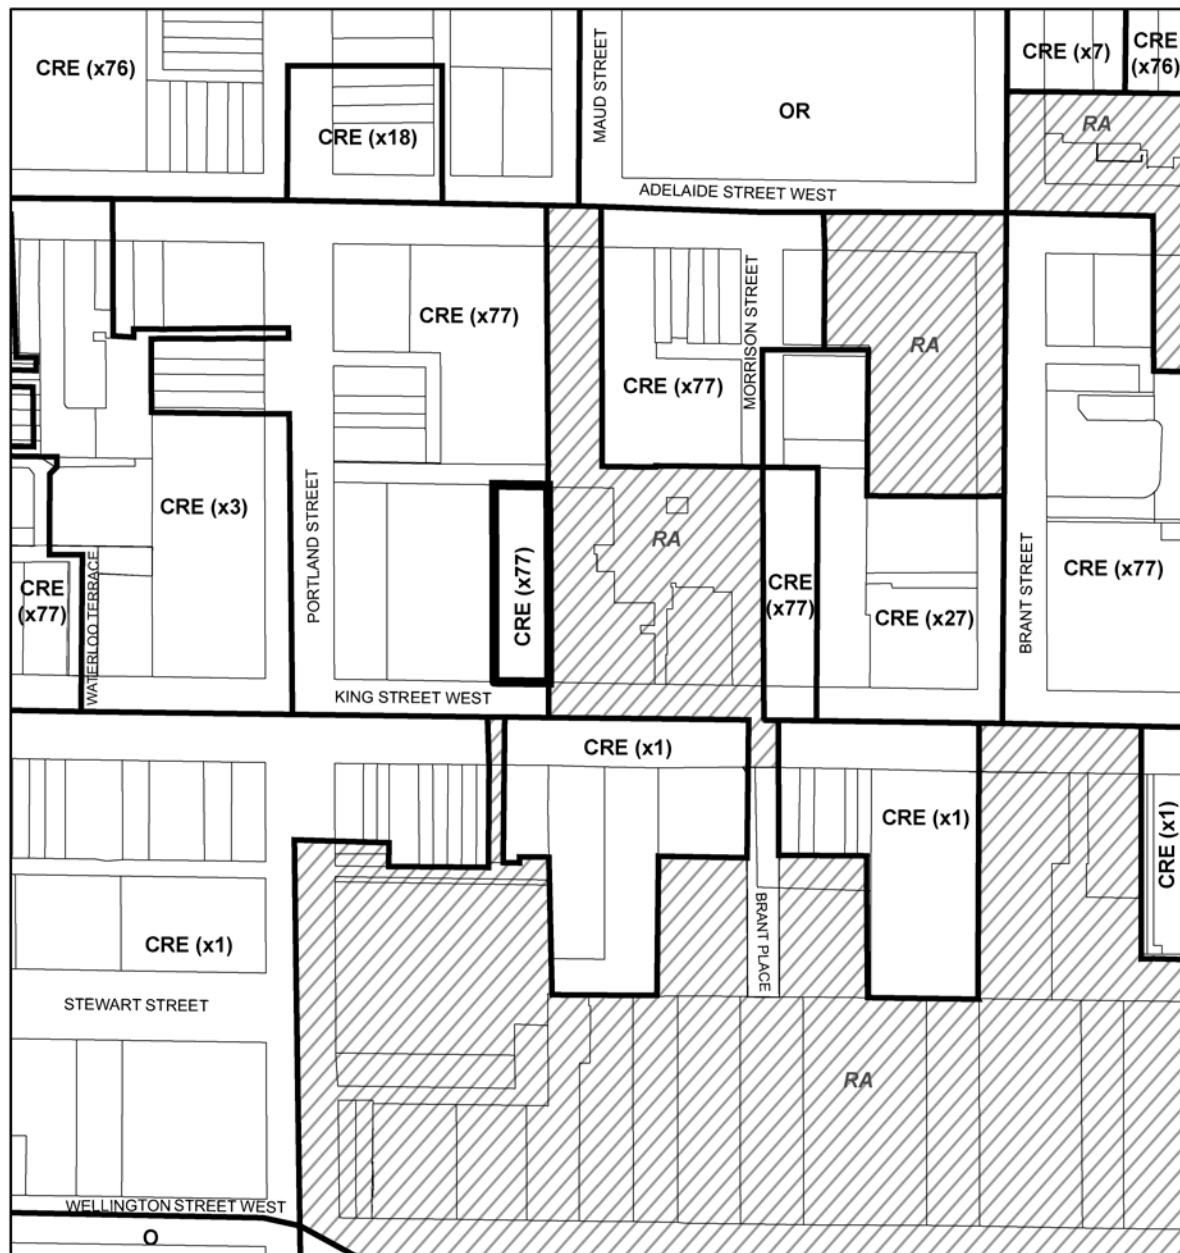 CRE (x76)
CRE (x18)
MAUD STREET
OR
CRE (x7)
CRE
(x76)
RA
ADELAIDE STREET WEST
CRE (x77)
MORRISON STREET
RA
CRE (x77)
CRE (x3)
PORTLAND STREET
CRE (x77)
RA
CRE
(x77)
CRE (x27)
BRANT STREET
CRE (x77)
CRE
(x77)
WATERLOO TERRACE
KING STREET WEST
CRE (x1)
CRE (x1)
CRE (x1)
CRE (x1)
BRANT PLACE
STEWART STREET
RA
WELLINGTON STREET WEST
O